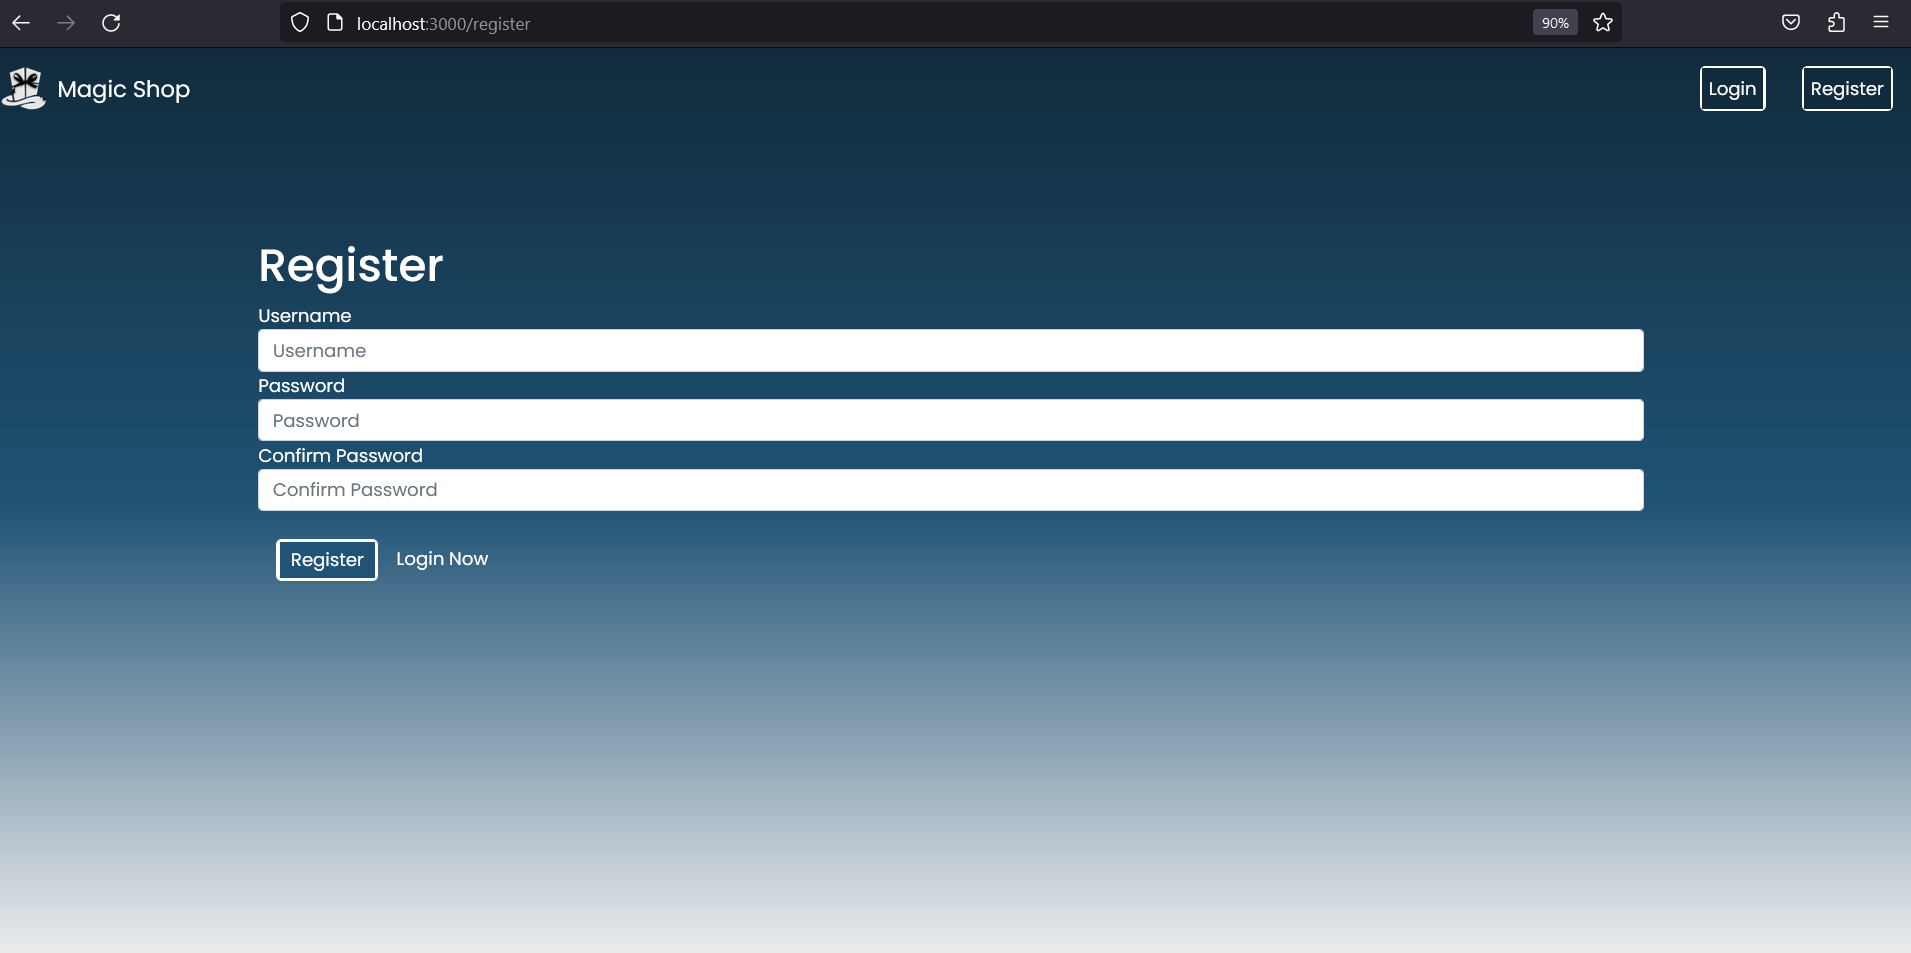 localhost:3000/register
90%
Magic Shop
Login
Register
Register
Username
Username
Password
Password
Confirm Password
Confirm Password
Register
Login Now